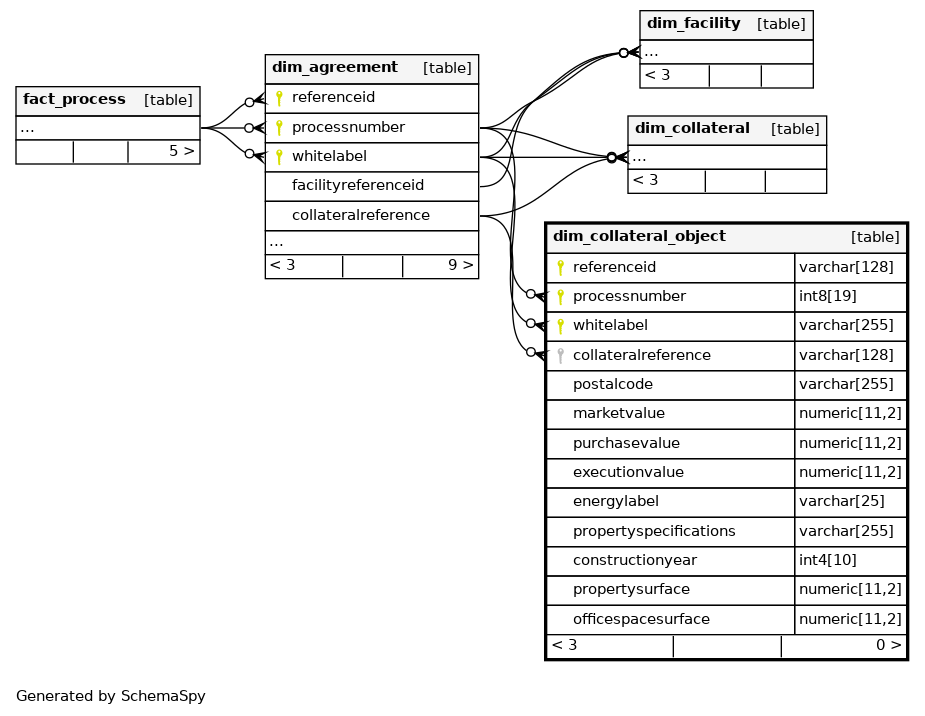 dim_facility [table]
...
< 3
fact_process [table]
...
5 >
dim_agreement [table]
referenceid
processnumber
whitelabel
facilityreferenceid
collateralreference
...
< 3 9 >
dim_collateral [table]
...
< 3
dim_collateral_object [table]
referenceid varchar[128]
processnumber int8[19]
whitelabel varchar[255]
collateralreference varchar[128]
postalcode varchar[255]
marketvalue numeric[11,2]
purchasevalue numeric[11,2]
executionvalue numeric[11,2]
energylabel varchar[25]
propertyspecifications varchar[255]
constructionyear int4[10]
propertysurface numeric[11,2]
officespacesurface numeric[11,2]
< 3 0 >
Generated by SchemaSpy